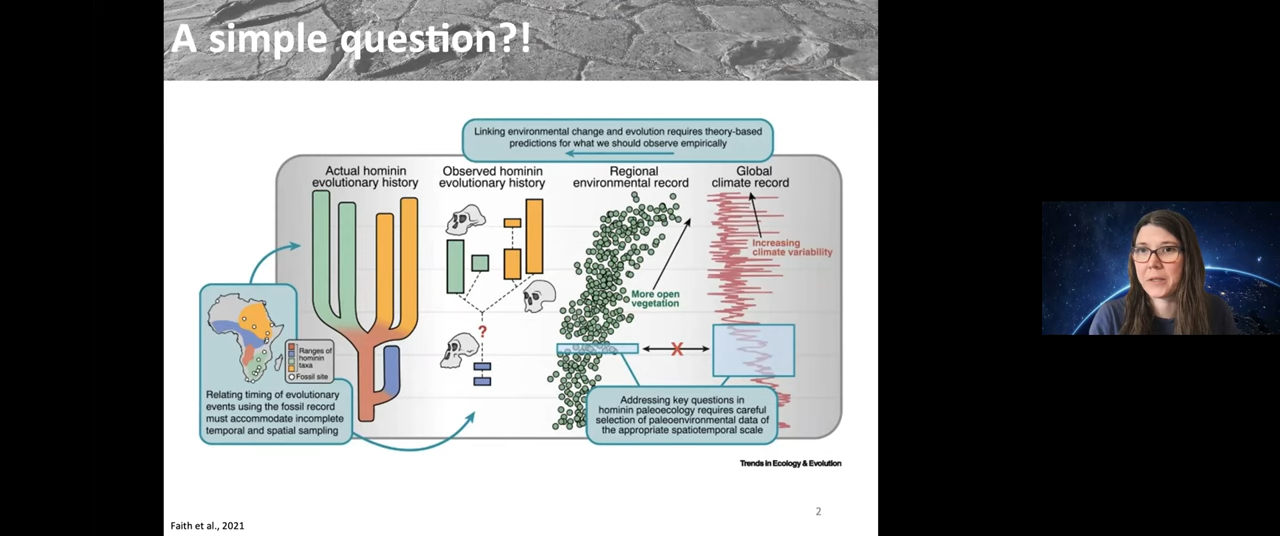 A simple question?!
Linking environmental change and evolution requires theory-based
predictions for what we should observe empirically
Actual hominin
evolutionary history
Observed hominin
evolutionary history
Regional
environmental record
Global
climate record
Increasing
climate variability
More open
vegetation
?
X
Ranges of
hominin
taxa
Fossil site
Relating timing of evolutionary
events using the fossil record
must accommodate incomplete
temporal and spatial sampling
Addressing key questions in
hominin paleoecology requires careful
selection of paleoenvironmental data of
the appropriate spatiotemporal scale
Trends in Ecology & Evolution
2
Faith et al., 2021